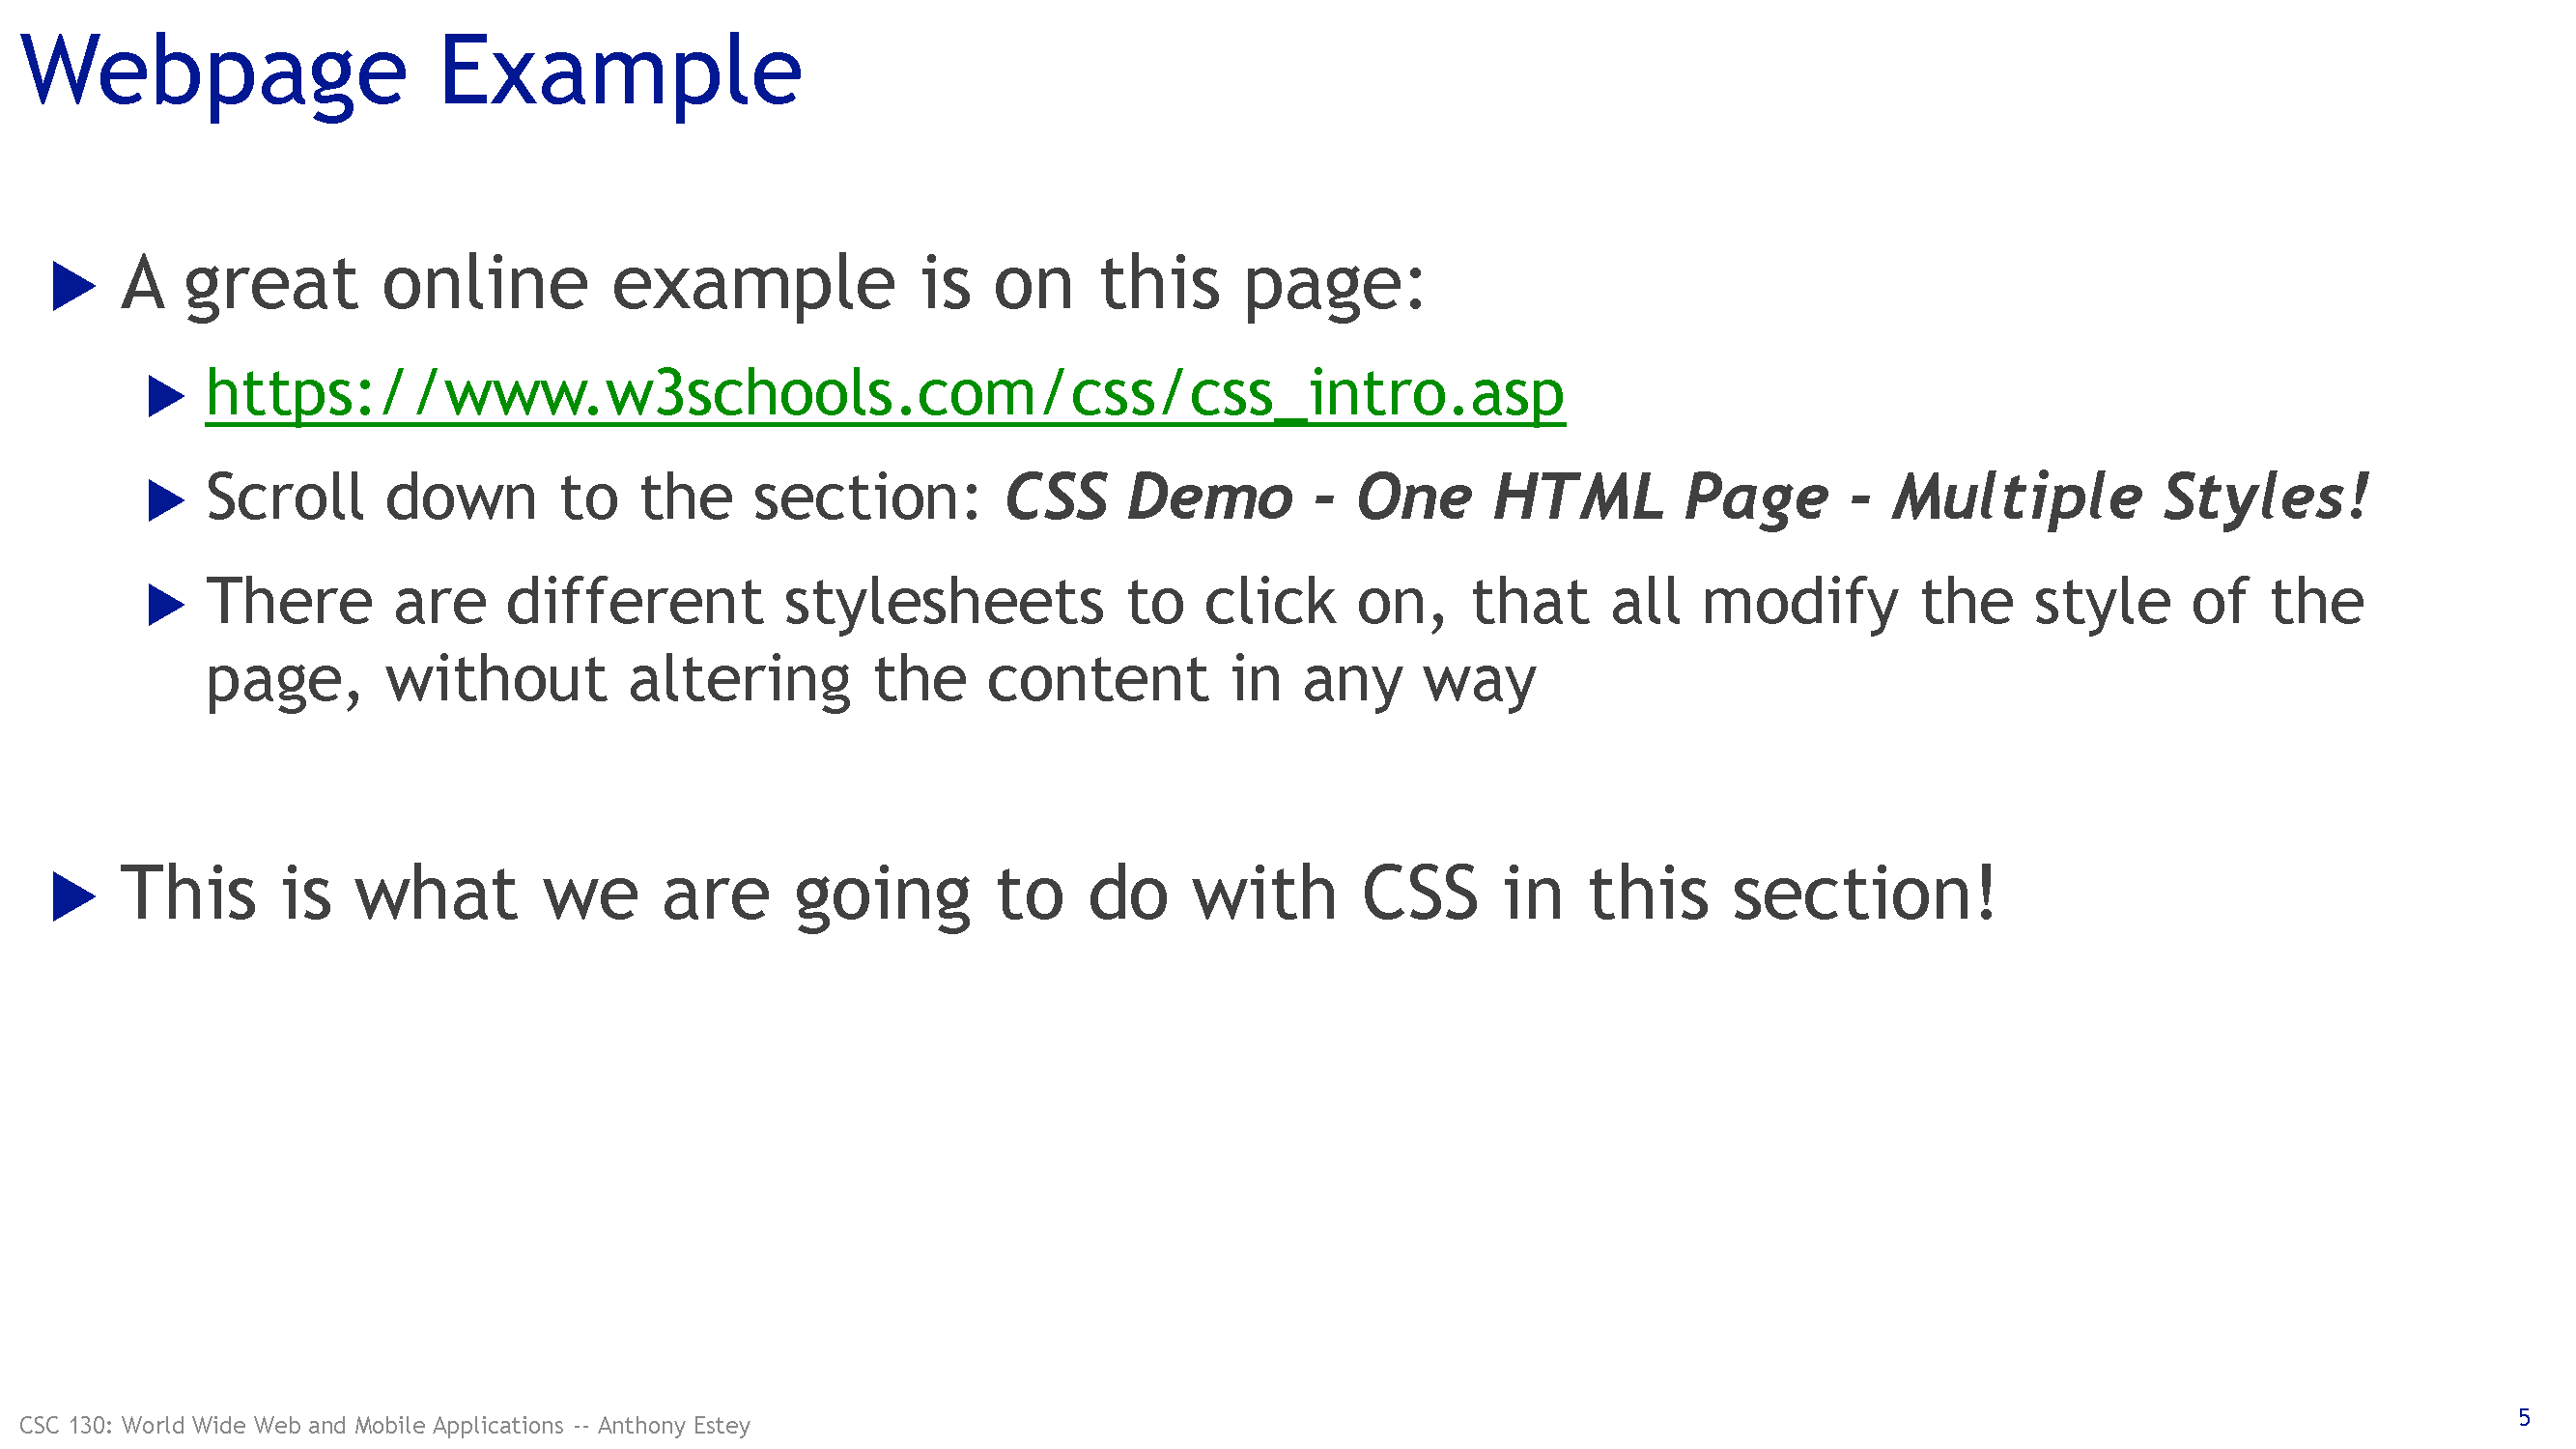 Webpage Example
A great online example is on this page:
https://www.w3schools.com/css/css_intro.asp
Scroll down to the section: CSS Demo - One HTML Page - Multiple Styles!
There are different stylesheets to click on, that all modify the style of the
page, without altering the content in any way
This is what we are going to do with CSS in this section!
CSC 130: World Wide Web and Mobile Applications -- Anthony Estey
5